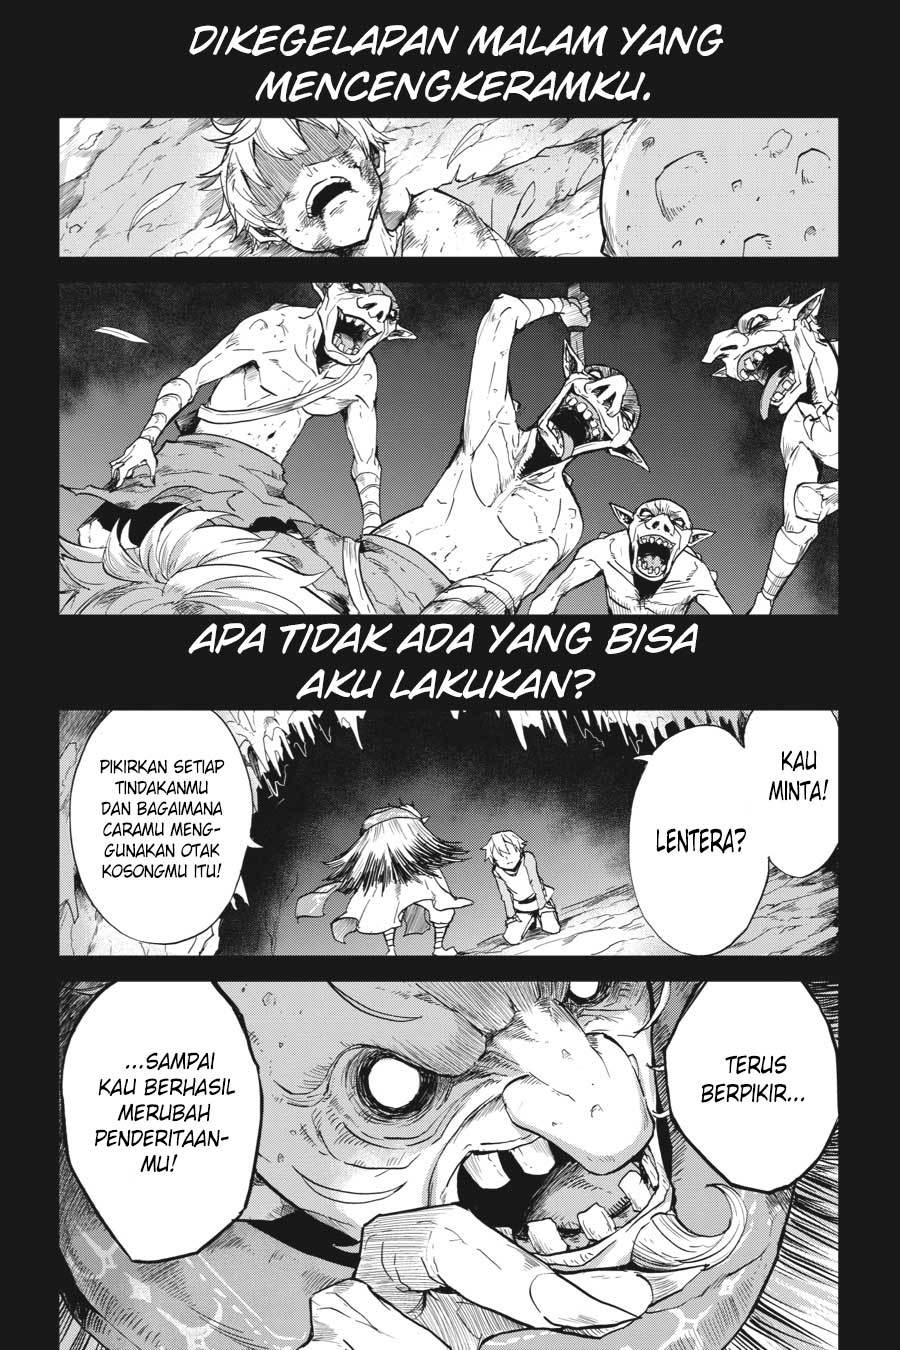 DIKEGELAPAN MALAM YANG
MENCENGKERAMKU.
APA TIDAK ADA YANG BISA
AKU LAKUKAN?
KAU
MINTA!
LENTERA?
PIKIRKAN SETIAP
TINDAKANMU
DAN BAGAIMANA
CARAMU MENG-
GUNAKAN OTAK
KOSONGMU ITU!
TERUS
BERPIKIR...
...SAMPAI
KAU BERHASIL
MERUBAH
PENDERITAAN-
MU!